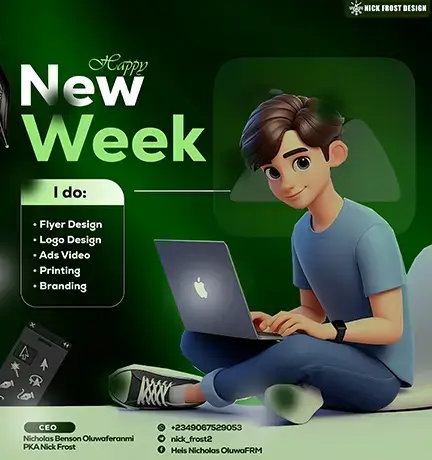 NICK FROST DESIGN
Happy
New
Week
I do:
• Flyer Design
• Logo Design
• Ads Video
• Printing
• Branding
CEO
Nicholas Benson Oluwaferanmi
PKA Nick Frost
+2349067529053
nick_frost2
Heis Nicholas OluwaFRM